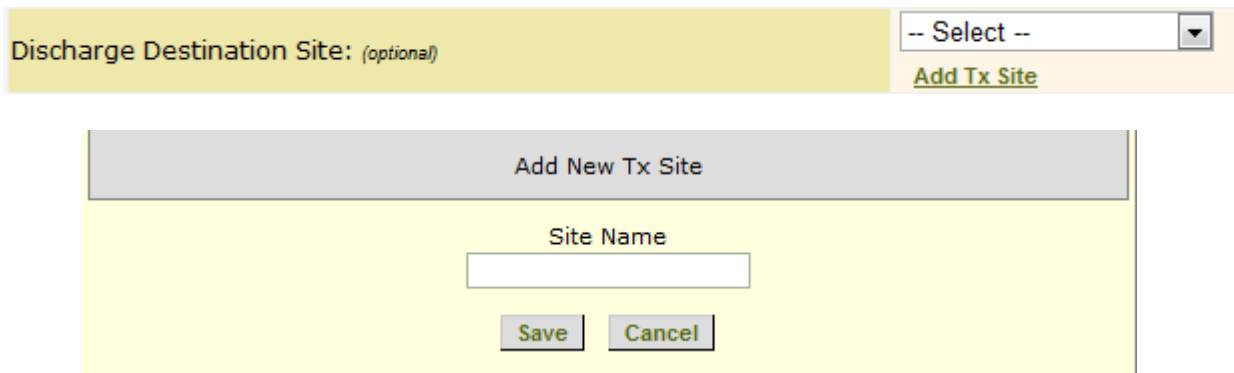 Discharge Destination Site: (optional)
-- Select --
Add Tx Site
Add New Tx Site
Site Name
Save Cancel